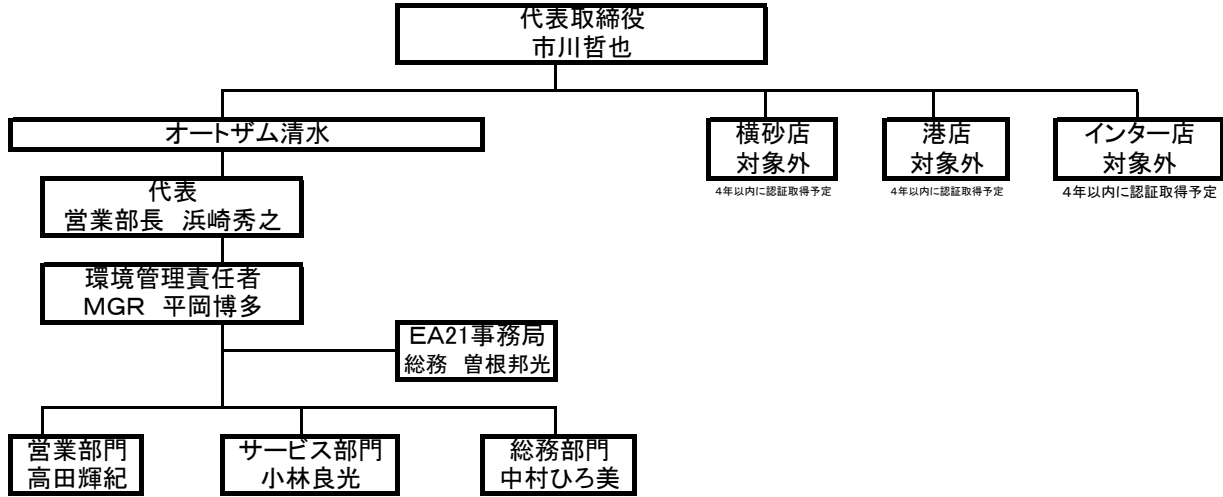 代表取締役
市川哲也
オートザム清水
横砂店
対象外
4年以内に認証取得予定
港店
対象外
4年以内に認証取得予定
インター店
対象外
4年以内に認証取得予定
代表
営業部長　浜崎秀之
環境管理責任者
MGR　平岡博多
EA21事務局
総務　曽根邦光
営業部門
高田輝紀
サービス部門
小林良光
総務部門
中村ひろ美